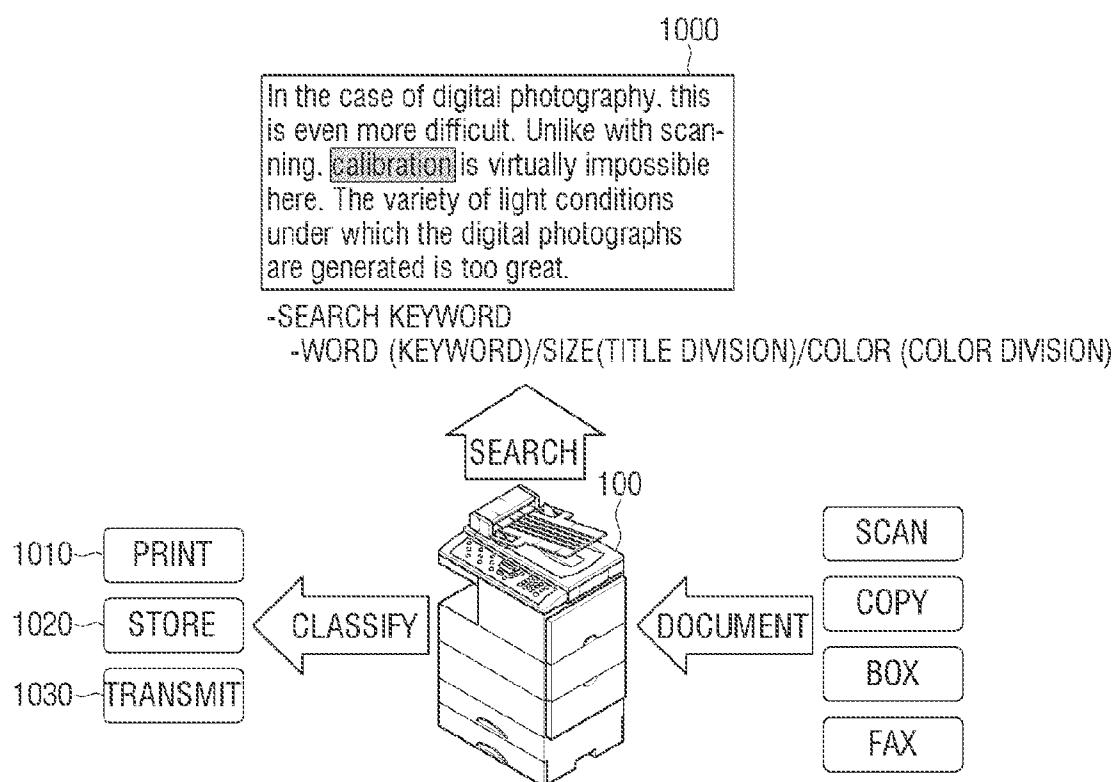 1000
In the case of digital photography, this
is even more difficult. Unlike with scan-
ning, calibration is virtually impossible
here. The variety of light conditions
under which the digital photographs
are generated is too great.
-SEARCH KEYWORD
-WORD (KEYWORD)/SIZE(TITLE DIVISION)/COLOR (COLOR DIVISION)
SEARCH
100
1010 PRINT
1020 STORE
1030 TRANSMIT
CLASSIFY
DOCUMENT
SCAN
COPY
BOX
FAX